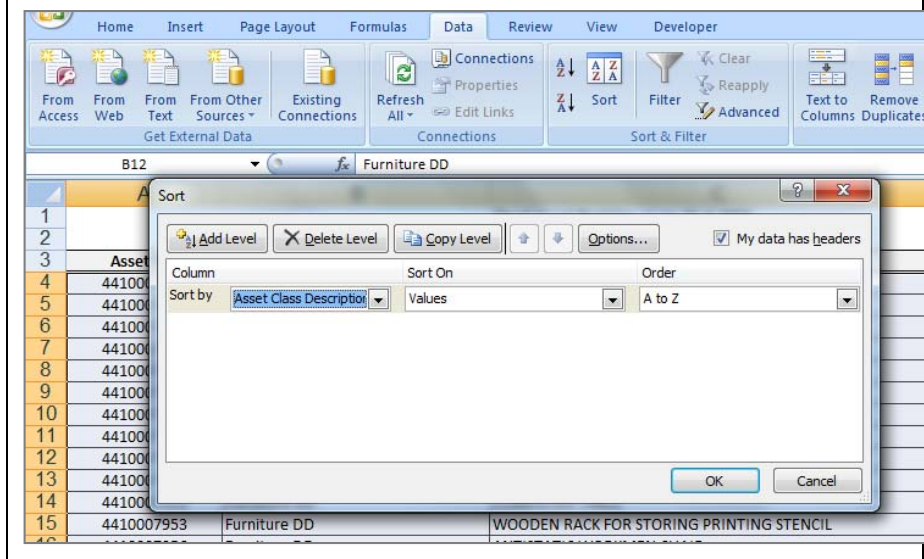 Home Insert Page Layout Formulas Data Review View Developer
From Access
From Web
From Text
From Other Sources
Existing Connections
Refresh All
Connections
Properties
Edit Links
A Z
Z A
Sort
Filter
Clear
Reapply
Advanced
Text to Columns
Remove Duplicates
Get External Data Connections Sort & Filter
B12 fx Furniture DD
A Sort
1
2
3 Asset
Add Level Delete Level Copy Level Options... My data has headers
Column Sort On Order
Sort by Asset Class Description Values A to Z
4 44100
5 44100
6 44100
7 44100
8 44100
9 44100
10 44100
11 44100
12 44100
13 44100
14 44100
OK Cancel
15 4410007953 Furniture DD WOODEN RACK FOR STORING PRINTING STENCIL